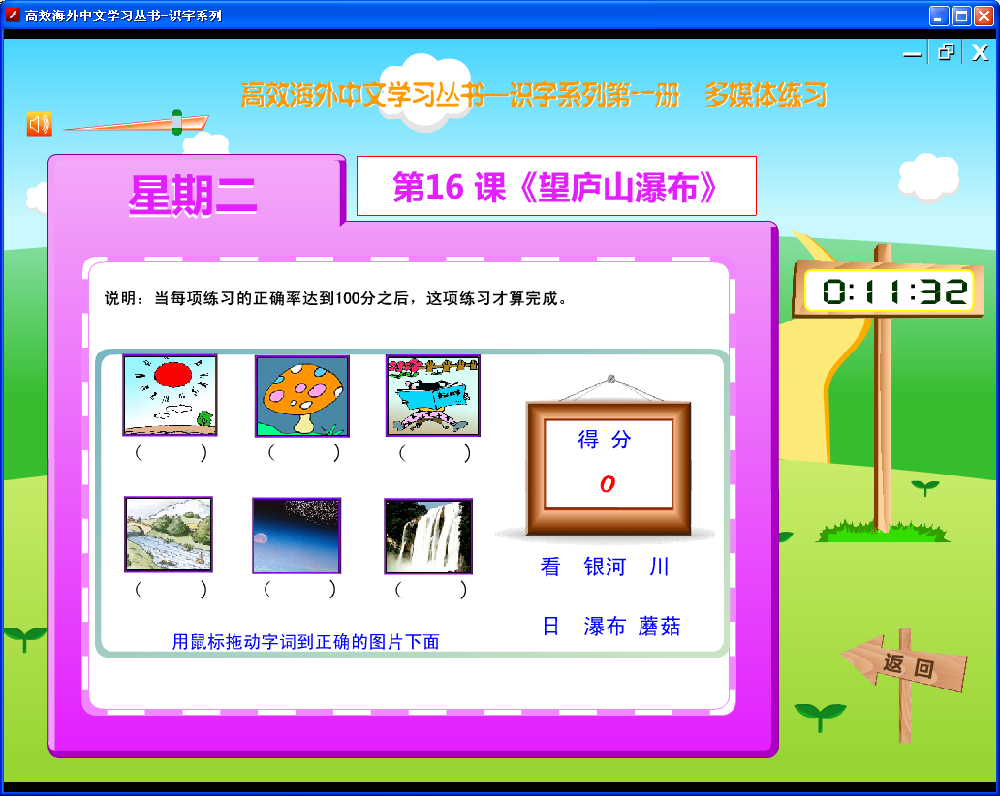 高效海外中文学习丛书-识字系列
高效海外中文学习丛书—识字系列第一册 多媒体练习
星期二
第16 课《望庐山瀑布》
0:11:32
说明：当每项练习的正确率达到100分之后，这项练习才算完成。
（ ） （ ） （ ）
得 分
0
（ ） （ ） （ ）
看 银河 川
日 瀑布 蘑菇
用鼠标拖动字词到正确的图片下面
返回